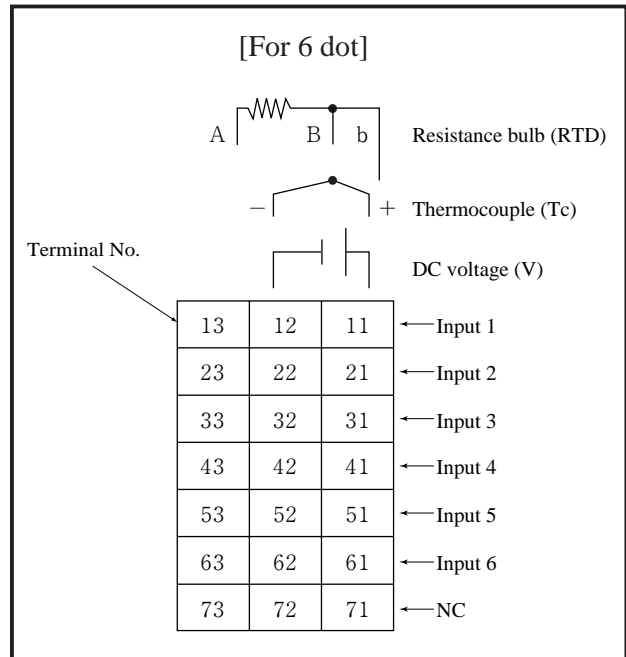 [For 6 dot]
A B b Resistance bulb (RTD)
− + Thermocouple (Tc)
Terminal No.
DC voltage (V)
13 12 11 Input 1
23 22 21 Input 2
33 32 31 Input 3
43 42 41 Input 4
53 52 51 Input 5
63 62 61 Input 6
73 72 71 NC